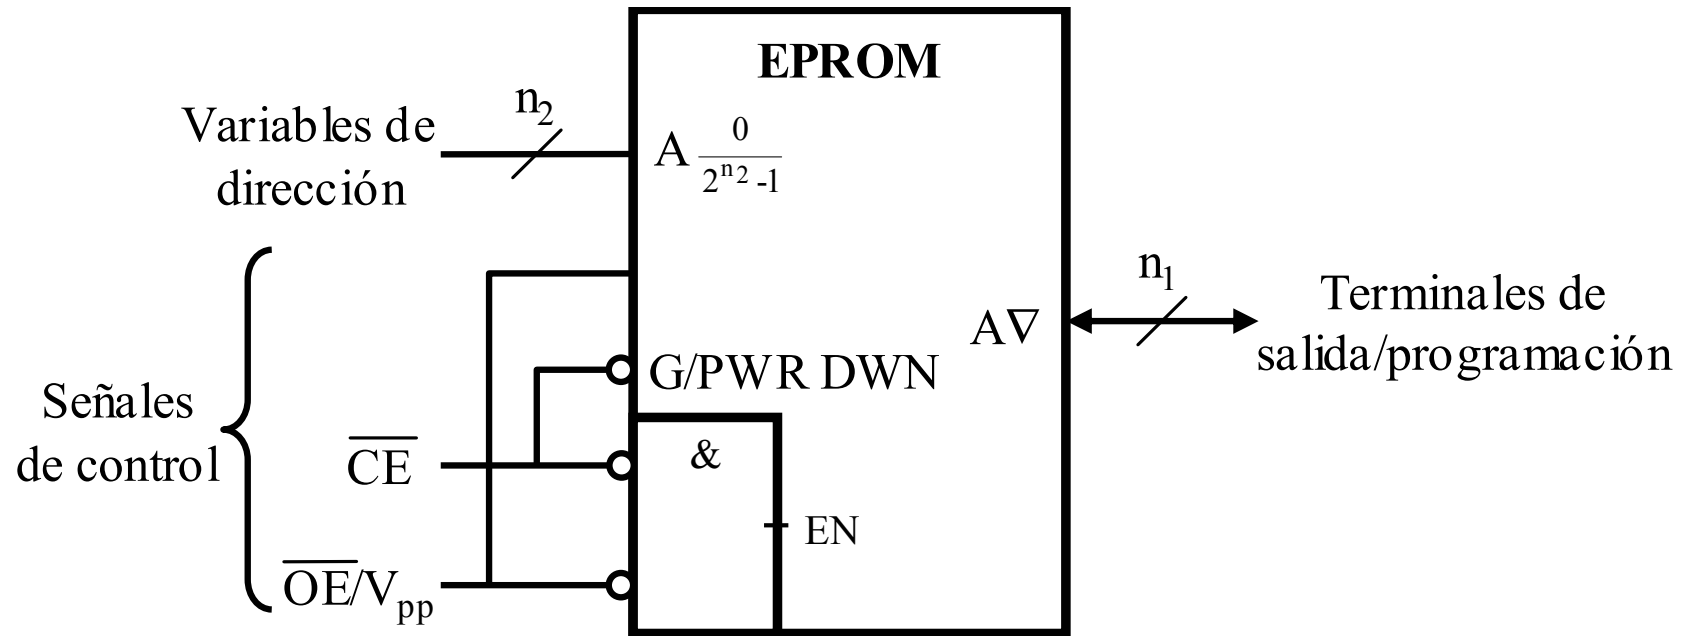 EPROM
Variables de
dirección
n2
A 0
2^n2 -1
Señales
de control
G/PWR DWN
&
EN
CE
OE/Vpp
A∇
n1
Terminales de
salida/programación